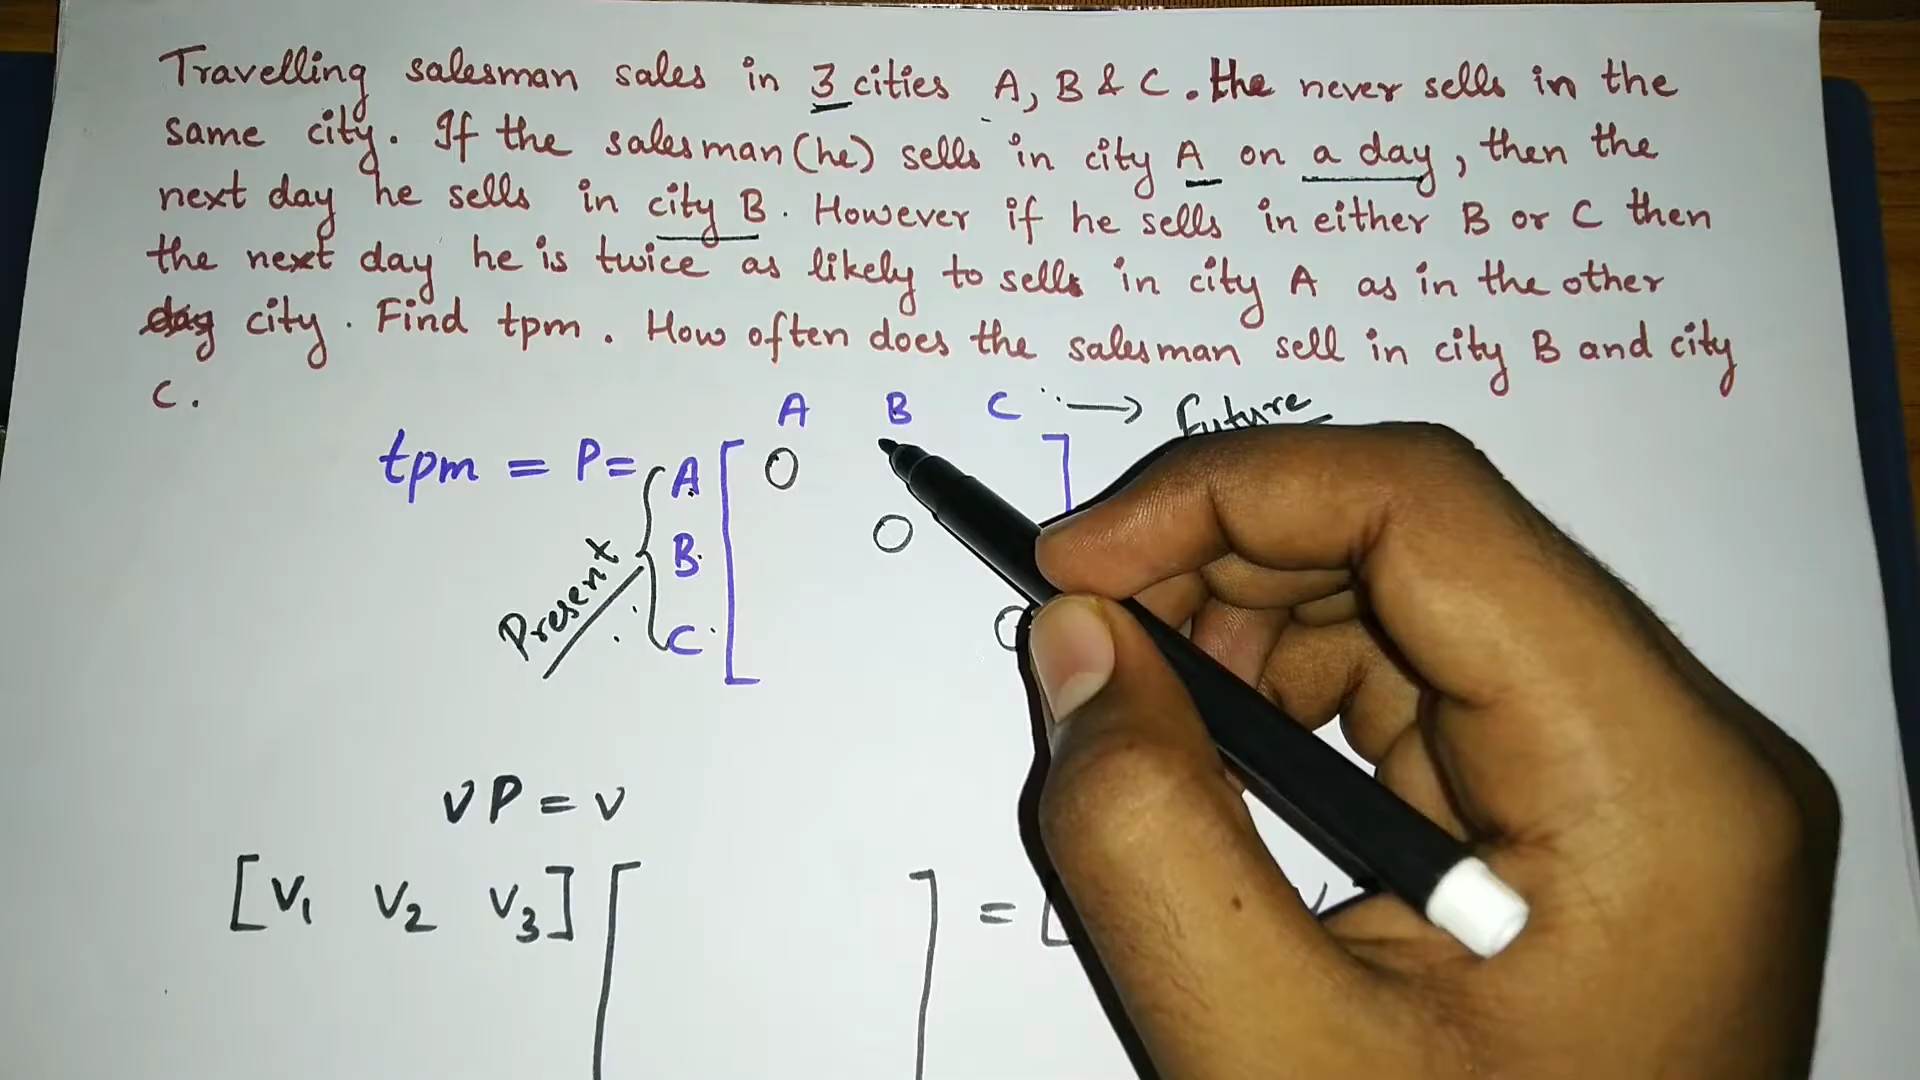 Travelling salesman sales in 3 cities A, B & C. the never sells in the
same city. If the salesman (he) sells in city A on a day, then the
next day he sells in city B. However if he sells in either B or C then
the next day he is twice as likely to sells in city A as in the other
day city. Find tpm. How often does the salesman sell in city B and city
C.
A B C → Future
tpm = P = A [ 0 ]
B 0
Present
C 0
vP = v
[v1 v2 v3] [ ] = [